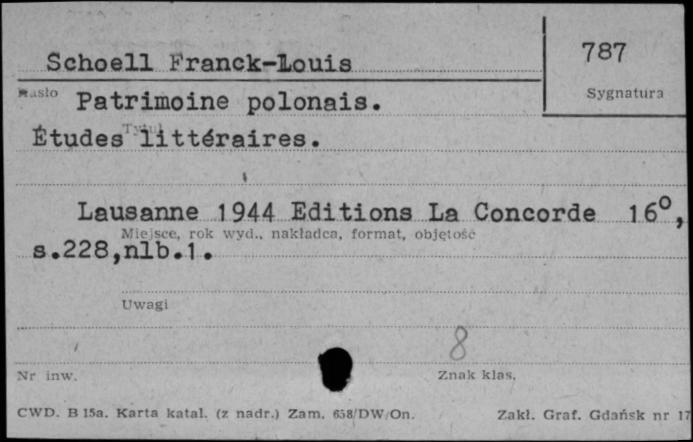 Schoell Franck-Louis
787
Hasło
Sygnatura
Patrimoine polonais.
Tytuł
Études littéraires.
Lausanne 1944 Editions La Concorde 16°,
Miejsce, rok wyd., nakładca, format, objętość
s.228,nlb.1.
Uwagi
8
Nr inw.
Znak klas.
CWD. B 15a. Karta katal. (z nadr.) Zam. 658/DW/On.
Zakł. Graf. Gdańsk nr 17